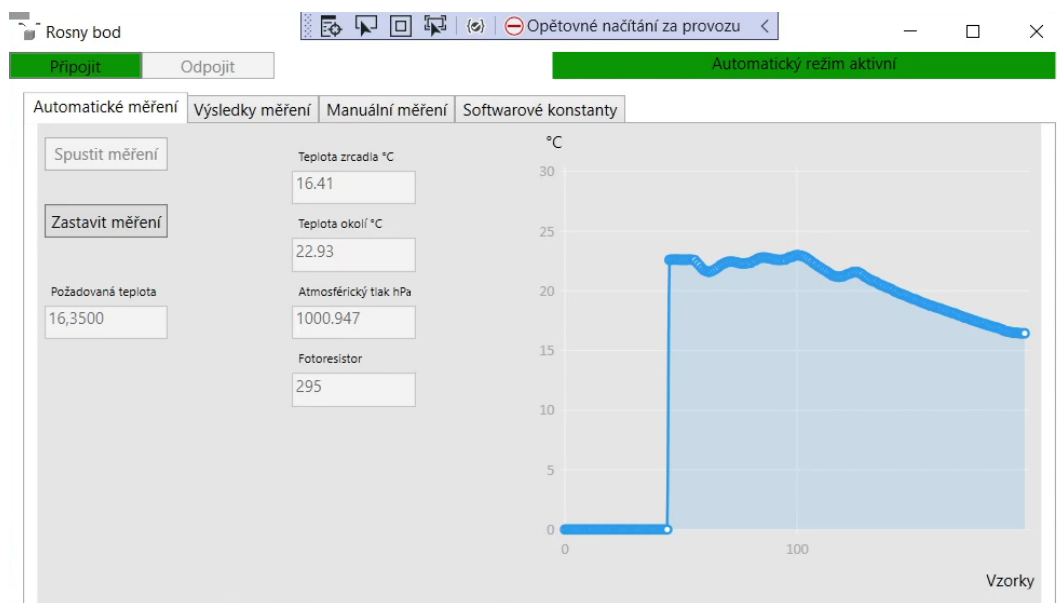 Rosny bod
Opětovné načítání za provozu
Připojit
Odpojit
Automatický režim aktivní
Automatické měření
Výsledky měření
Manuální měření
Softwarové konstanty
Spustit měření
Zastavit měření
Požadovaná teplota
16,3500
Teplota zrcadla °C
16.41
Teplota okolí °C
22.93
Atmosférický tlak hPa
1000.947
Fotoresistor
295
°C
30
25
20
15
10
5
0
0
100
Vzorky